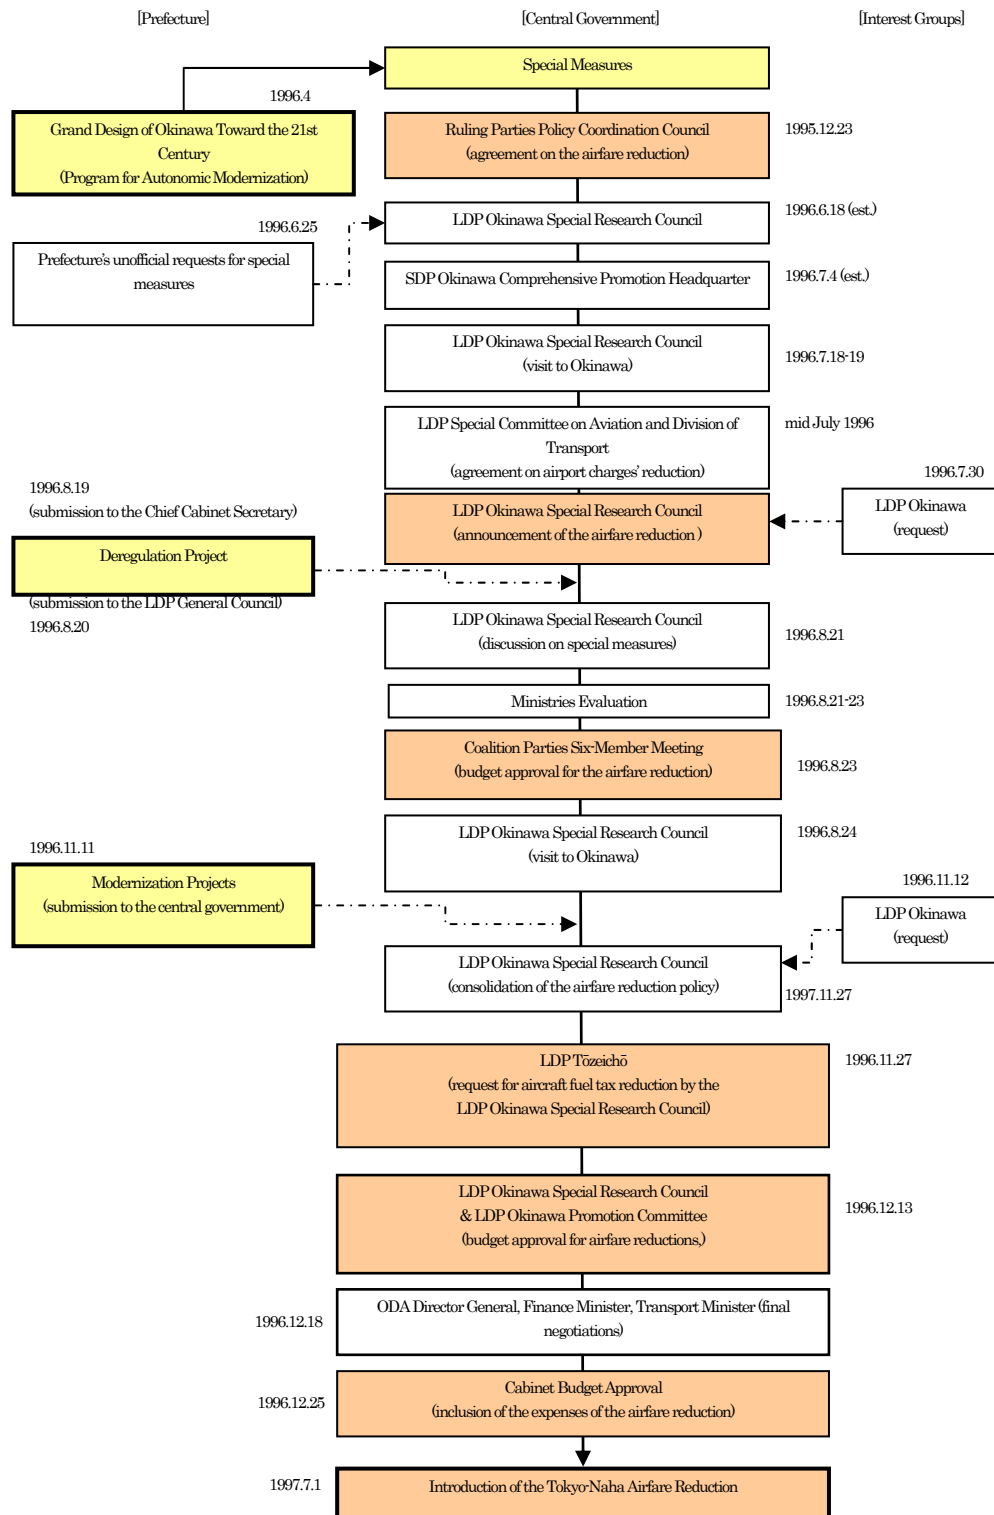 [Prefecture]
[Central Government]
[Interest Groups]
Special Measures
1996.4
Grand Design of Okinawa Toward the 21st
Century
(Program for Autonomic Modernization)
Ruling Parties Policy Coordination Council
(agreement on the airfare reduction)
1995.12.23
LDP Okinawa Special Research Council
1996.6.18 (est.)
1996.6.25
Prefecture's unofficial requests for special
measures
SDP Okinawa Comprehensive Promotion Headquarter
1996.7.4 (est.)
LDP Okinawa Special Research Council
(visit to Okinawa)
1996.7.18-19
LDP Special Committee on Aviation and Division of
Transport
(agreement on airport charges' reduction)
mid July 1996
1996.7.30
LDP Okinawa
(request)
LDP Okinawa Special Research Council
(announcement of the airfare reduction )
1996.8.19
(submission to the Chief Cabinet Secretary)
Deregulation Project
(submission to the LDP General Council)
1996.8.20
LDP Okinawa Special Research Council
(discussion on special measures)
1996.8.21
Ministries Evaluation
1996.8.21-23
Coalition Parties Six-Member Meeting
(budget approval for the airfare reduction)
1996.8.23
LDP Okinawa Special Research Council
(visit to Okinawa)
1996.8.24
1996.11.11
Modernization Projects
(submission to the central government)
1996.11.12
LDP Okinawa
(request)
LDP Okinawa Special Research Council
(consolidation of the airfare reduction policy)
1997.11.27
LDP Tōzeichō
(request for aircraft fuel tax reduction by the
LDP Okinawa Special Research Council)
1996.11.27
LDP Okinawa Special Research Council
& LDP Okinawa Promotion Committee
(budget approval for airfare reductions,)
1996.12.13
ODA Director General, Finance Minister, Transport Minister (final
negotiations)
1996.12.18
Cabinet Budget Approval
(inclusion of the expenses of the airfare reduction)
1996.12.25
Introduction of the Tokyo-Naha Airfare Reduction
1997.7.1